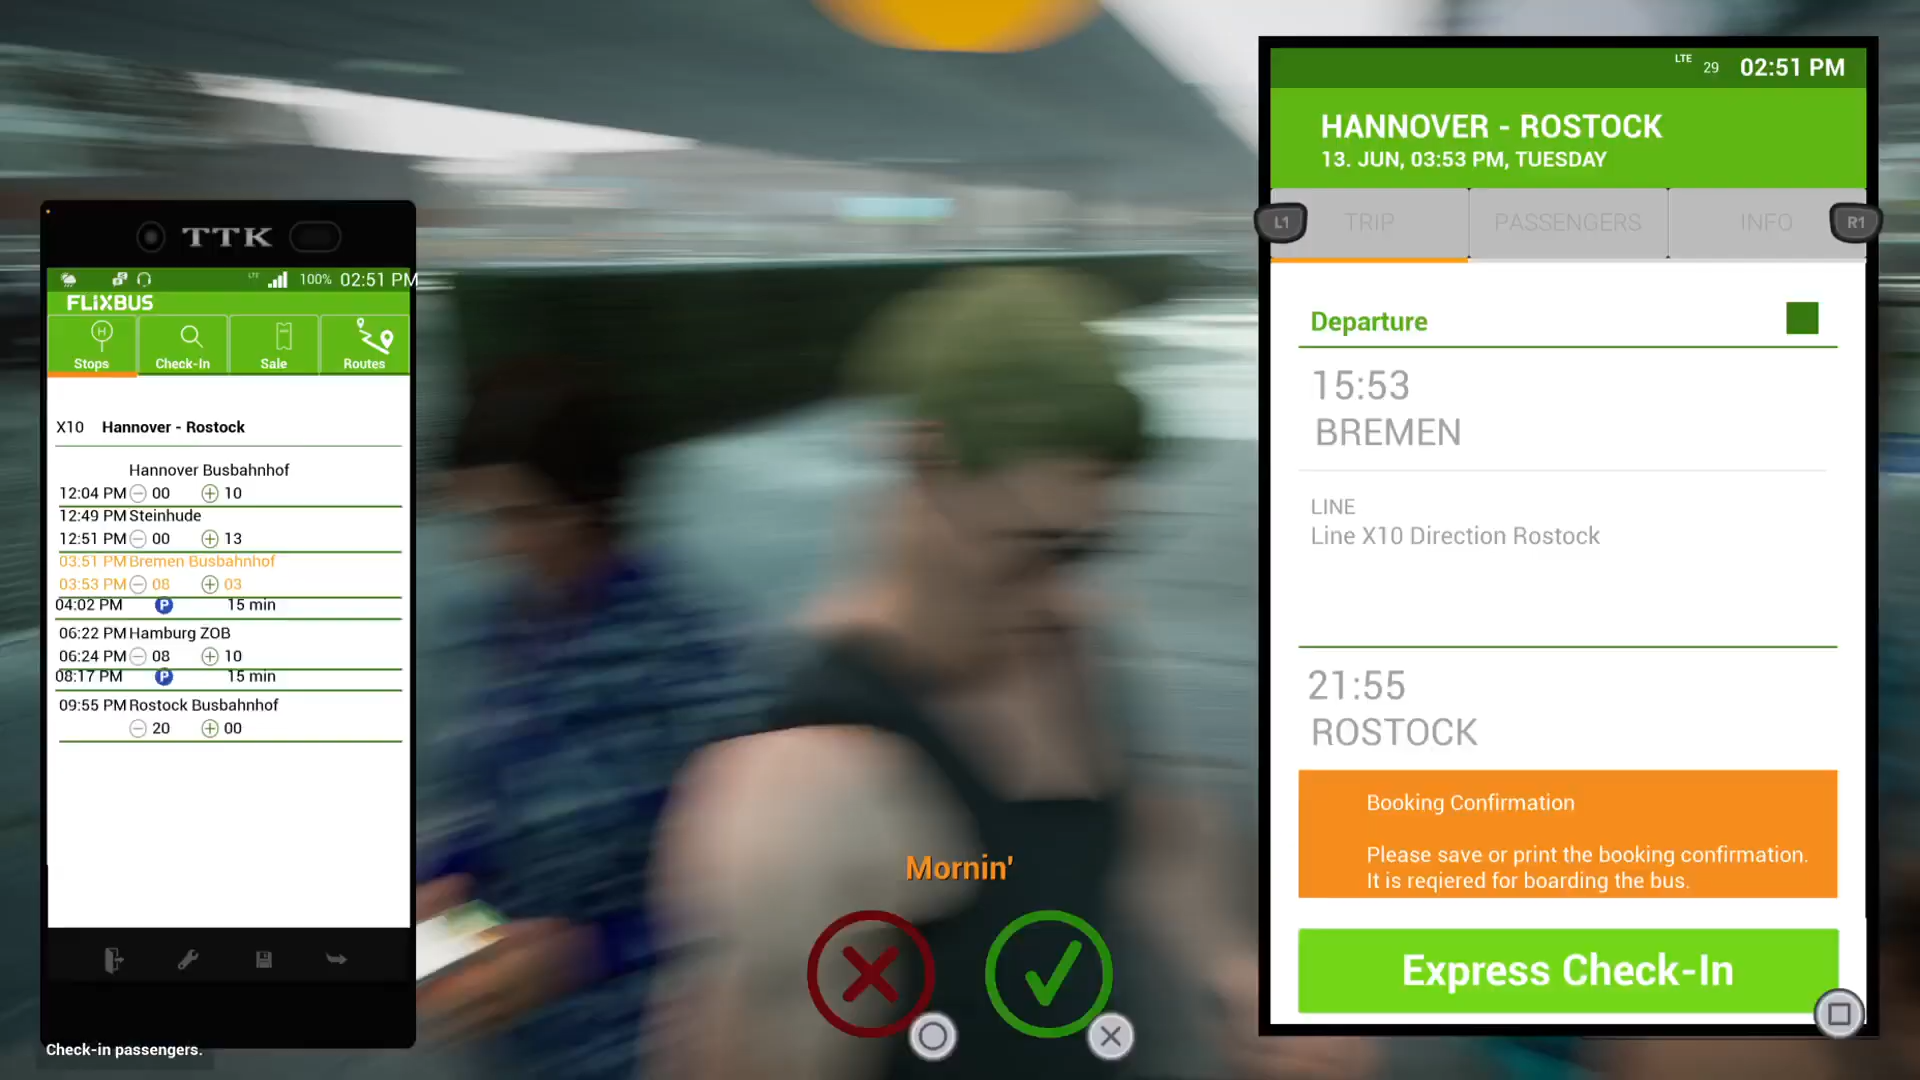 TTK
LTE 100% 02:51 PM
FLiXBUS
H
Stops Check-In Sale Routes
X10 Hannover - Rostock
Hannover Busbahnhof
12:04 PM 00 10
12:49 PM Steinhude
12:51 PM 00 13
03:51 PM Bremen Busbahnhof
03:53 PM 08 03
04:02 PM P 15 min
06:22 PM Hamburg ZOB
06:24 PM 08 10
08:17 PM P 15 min
09:55 PM Rostock Busbahnhof
20 00
Check-in passengers.
Mornin'
LTE 29 02:51 PM
HANNOVER - ROSTOCK
13. JUN, 03:53 PM, TUESDAY
L1 TRIP PASSENGERS INFO R1
Departure
15:53
BREMEN
LINE
Line X10 Direction Rostock
21:55
ROSTOCK
Booking Confirmation
Please save or print the booking confirmation.
It is reqiered for boarding the bus.
Express Check-In